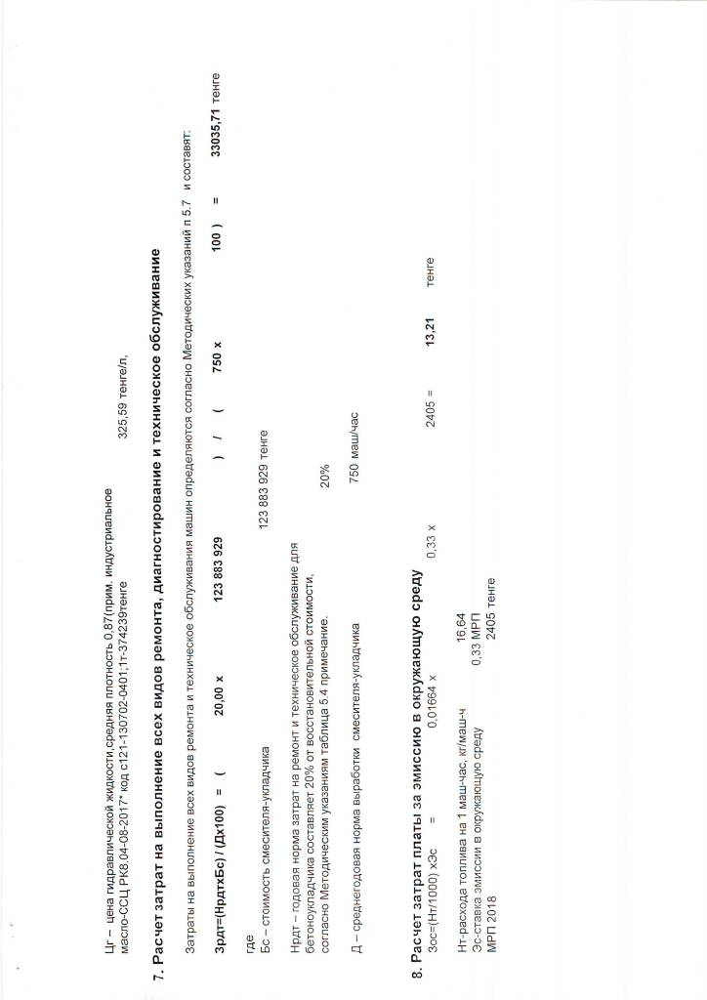 Цг – цена гидравлической жидкости,средняя плотность 0,87(прим. индустриальное
масло-ССЦ РК8.04-08-2017* код с121-130702-0401;1т-374239тенге 325,59 тенге/л,
7. Расчет затрат на выполнение всех видов ремонта, диагностирование и техническое обслуживание
Затраты на выполнение всех видов ремонта и техническое обслуживания машин определяются согласно Методических указаний п 5.7 и составят:
Зрдт=(НрдтхБс) / (Дх100) = ( 20,00 х 123 883 929 ) / ( 750 х 100 ) = 33035,71 тенге
где
Бс – стоимость смесителя-укладчика 123 883 929 тенге
Нрдт – годовая норма затрат на ремонт и техническое обслуживание для
бетоноукладчика составляет 20% от восстановительной стоимости,
согласно Методическим указаниям таблица 5.4 примечание. 20%
Д – среднегодовая норма выработки смесителя-укладчика 750 маш/час
8. Расчет затрат платы за эмиссию в окружающую среду
Зос=(Нт/1000) хЭс = 0,01664 х 0,33 х 2405 = 13,21 тенге
Нт-расхода топлива на 1 маш-час, кг/маш-ч 16,64
Эс-ставка эмиссии в окружающую среду 0,33 МРП
МРП 2018 2405 тенге